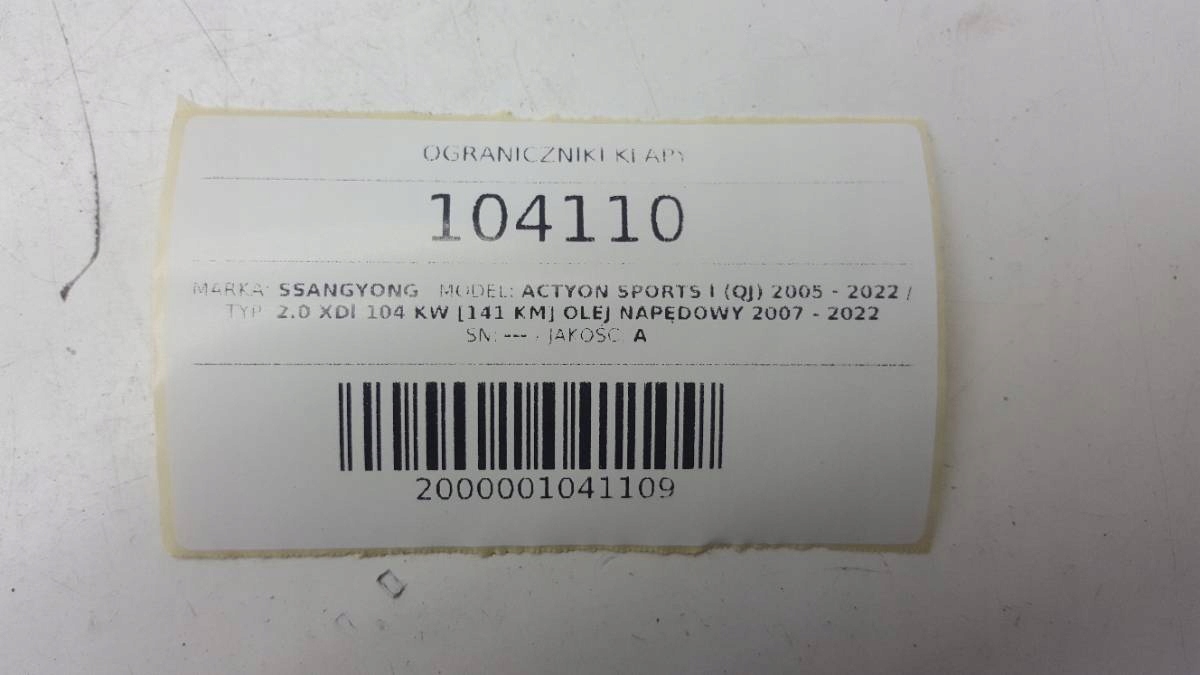 OGRANICZNIKI KLAPY
104110
MARKA: SSANGYONG MODEL: ACTYON SPORTS I (QJ) 2005 - 2022 /
TYP: 2.0 XDI 104 KW [141 KM] OLEJ NAPĘDOWY 2007 - 2022
SN: --- / JAKOŚĆ: A
2000001041109